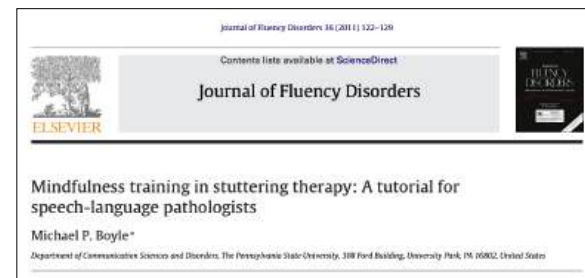 Journal of Fluency Disorders 36 (2011) 122–129
Contents lists available at ScienceDirect
Journal of Fluency Disorders
ELSEVIER
FLUENCY
DISORDERS
Mindfulness training in stuttering therapy: A tutorial for
speech-language pathologists
Michael P. Boyle*
Department of Communication Sciences and Disorders, The Pennsylvania State University, 308 Ford Building, University Park, PA 16802, United States